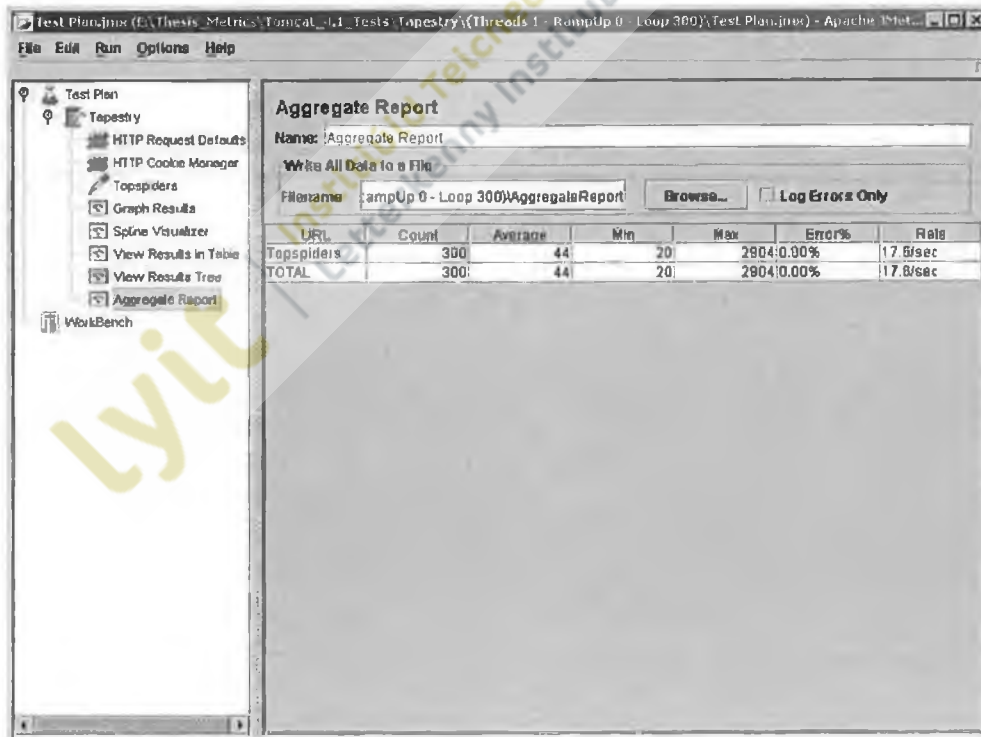 Test Plan.jmx (E:\Thesis_Metrics\Tomcat_4.1_Tests\Tapestry\(Threads 1 - RampUp 0 - Loop 300)\Test Plan.jmx) - Apache JMet...
File Edit Run Options Help
Test Plan
Tapestry
HTTP Request Defaults
HTTP Cookie Manager
Topspiders
Graph Results
Spline Visualizer
View Results in Table
View Results Tree
Aggregate Report
WorkBench
Aggregate Report
Name: Aggregate Report
Write All Data to a File
Filename ampUp 0 - Loop 300)\AggregateReport Browse... Log Errors Only
URL Count Average Min Max Error% Rate
Topspiders 300 44 20 2904 0.00% 17.6/sec
TOTAL 300 44 20 2904 0.00% 17.6/sec
lyit
Letterkenny